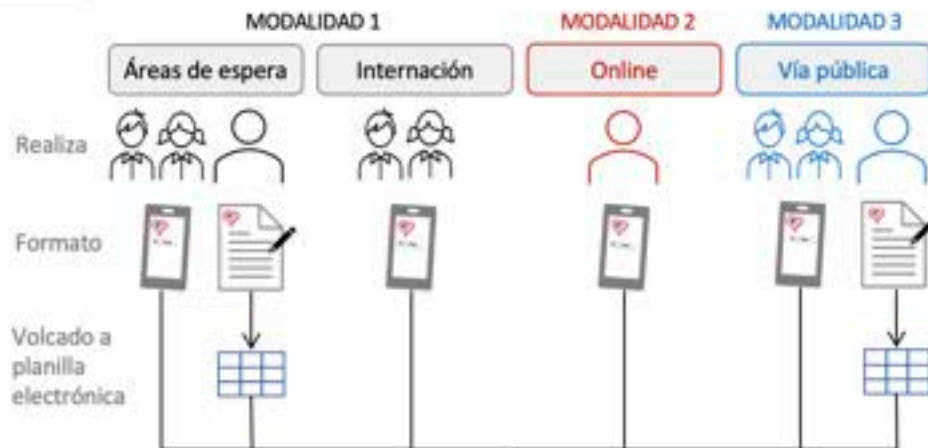 MODALIDAD 1
MODALIDAD 2
MODALIDAD 3
Áreas de espera
Internación
Online
Vía pública
Realiza
Formato
Volcado a
planilla
electrónica